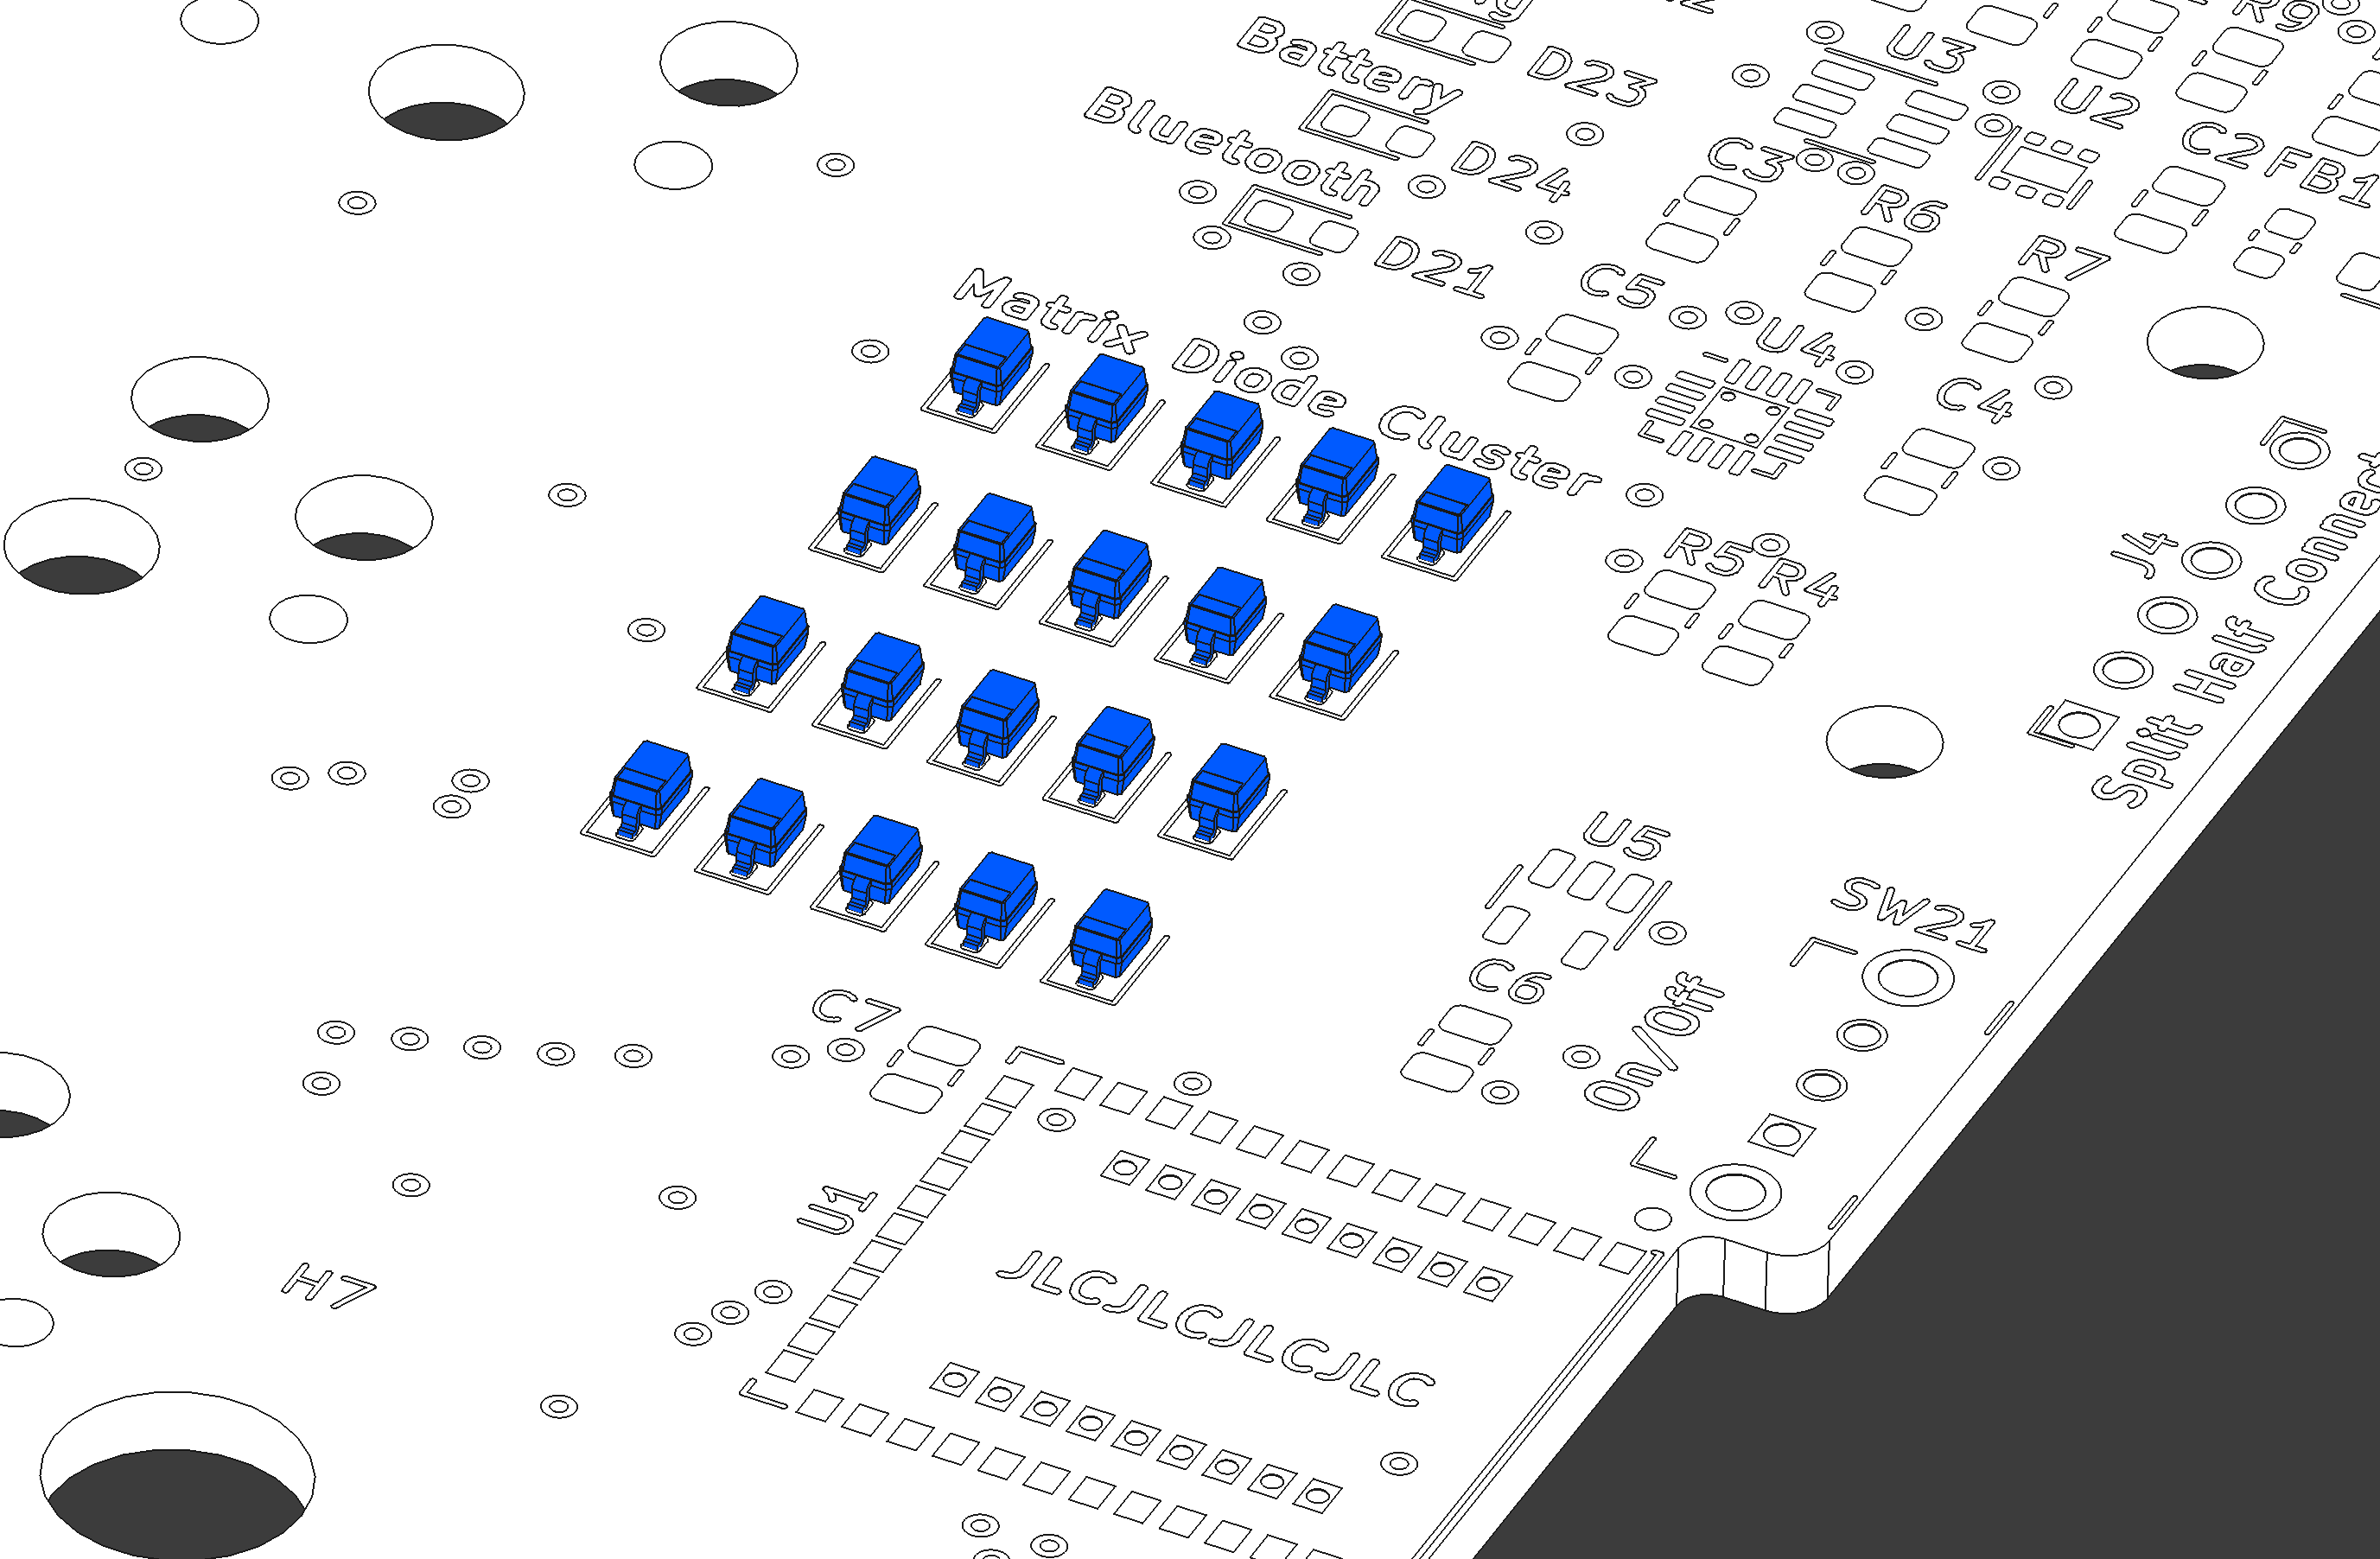 R9
U3
D23
Battery
U2
Bluetooth
C3
D24
C2
FB1
R6
D21
R7
C5
Matrix Diode Cluster
U4
C4
J4
R5
R4
Split Half
U5
SW21
C6
C7
On/Off
U1
H7
JLCJLCJLCJLC